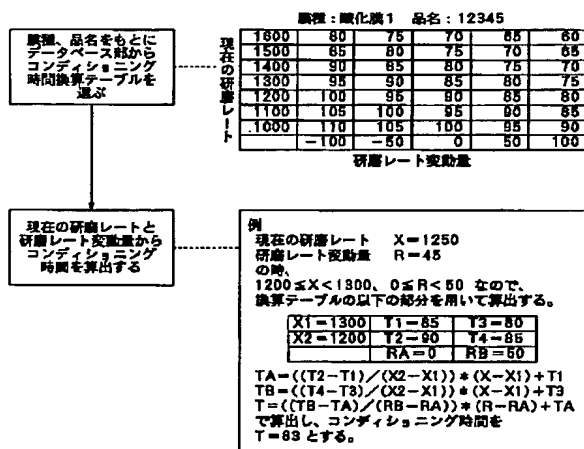 膜種：酸化膜1 品名：12345
膜種、品名をもとに
データベース部から
コンディショニング
時間換算テーブルを
選ぶ
現在の研磨レート
1600 80 75 70 65 60
1500 85 80 75 70 65
1400 90 85 80 75 70
1300 95 90 85 80 75
1200 100 95 90 85 80
1100 105 100 95 90 85
1000 110 105 100 95 90
-100 -50 0 50 100
研磨レート変動量
現在の研磨レートと
研磨レート変動量から
コンディショニング
時間を算出する
例
現在の研磨レート X=1250
研磨レート変動量 R=45
の時、
1200≦X<1300、0≦R<50 なので、
換算テーブルの以下の部分を用いて算出する。
X1=1300 T1=85 T3=80
X2=1200 T2=90 T4=85
RA=0 RB=50
TA=((T2-T1)/(X2-X1))*(X-X1)+T1
TB=((T4-T3)/(X2-X1))*(X-X1)+T3
T=((TB-TA)/(RB-RA))*(R-RA)+TA
で算出し、コンディショニング時間を
T=83とする。